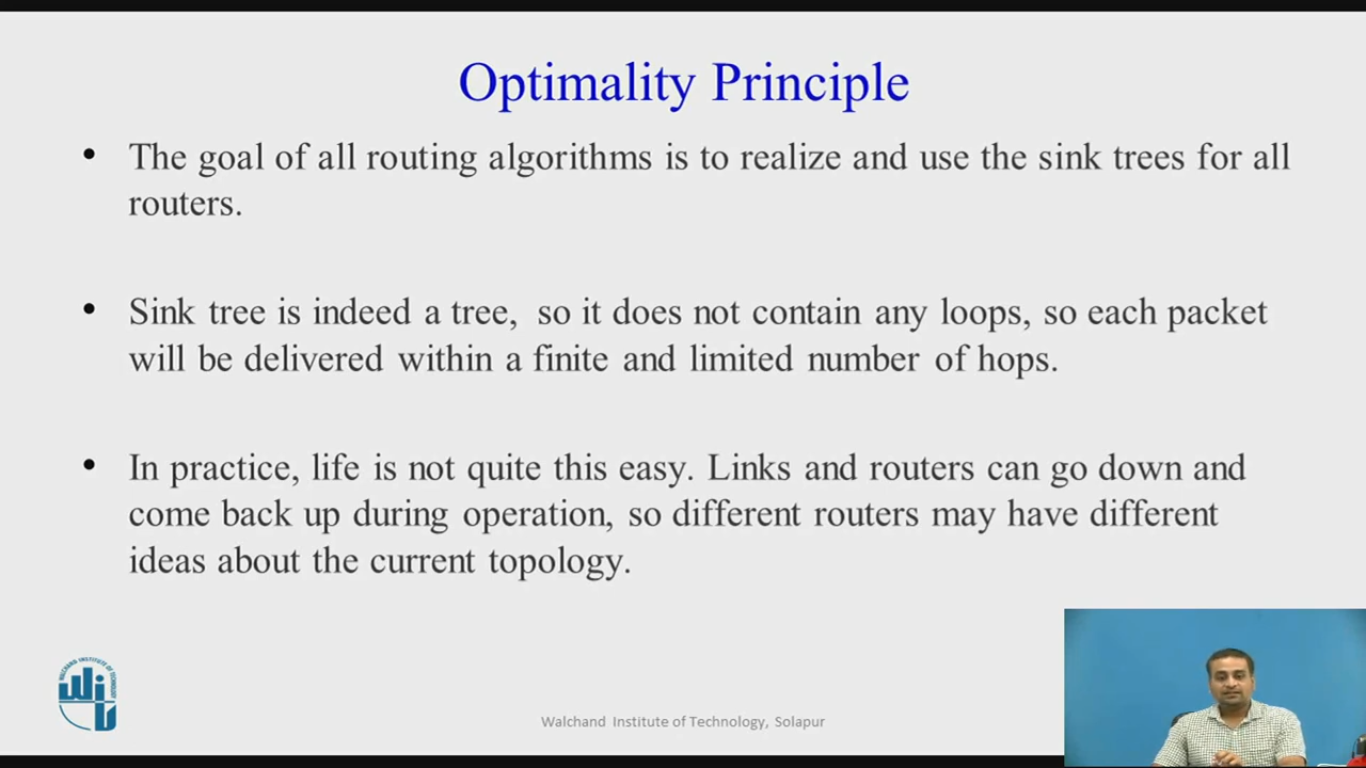 Optimality Principle
• The goal of all routing algorithms is to realize and use the sink trees for all
routers.
• Sink tree is indeed a tree, so it does not contain any loops, so each packet
will be delivered within a finite and limited number of hops.
• In practice, life is not quite this easy. Links and routers can go down and
come back up during operation, so different routers may have different
ideas about the current topology.
WALCHAND INSTITUTE OF TECHNOLOGY
WIT
Walchand Institute of Technology, Solapur